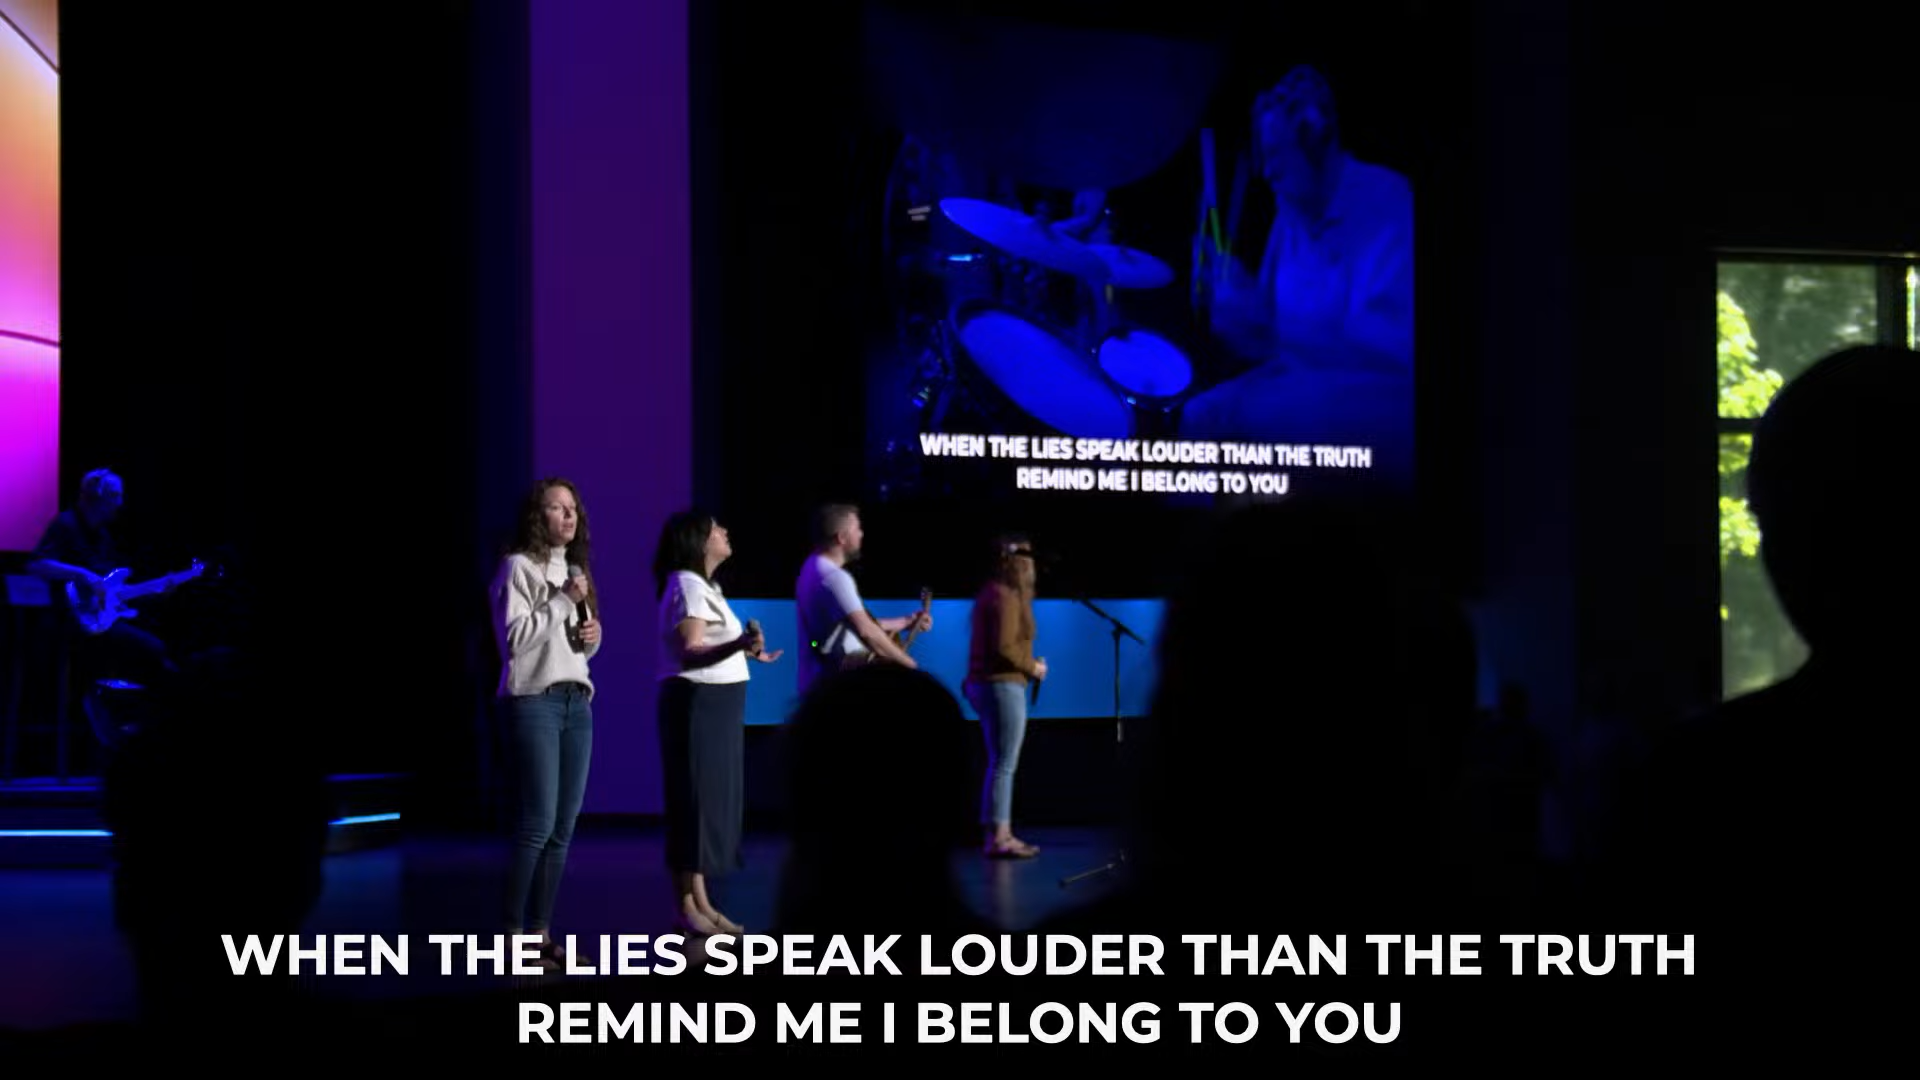 WHEN THE LIES SPEAK LOUDER THAN THE TRUTH
REMIND ME I BELONG TO YOU
WHEN THE LIES SPEAK LOUDER THAN THE TRUTH
REMIND ME I BELONG TO YOU